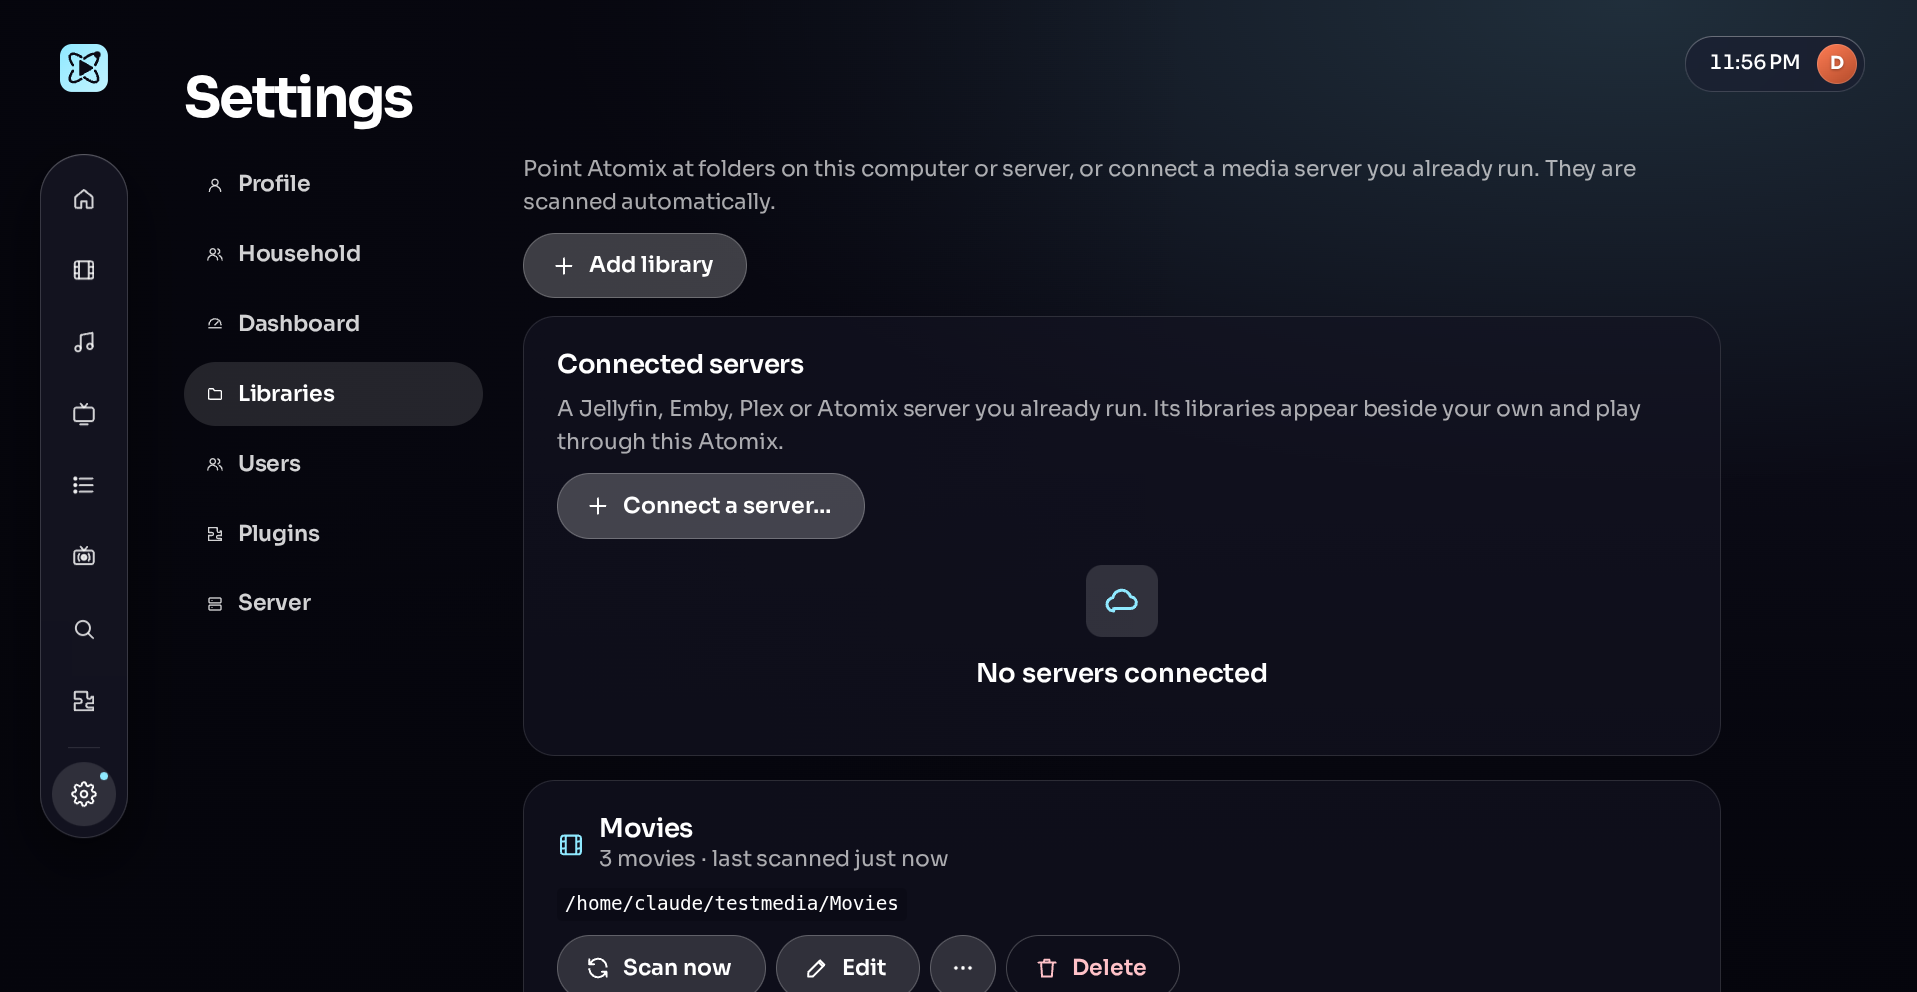 Settings
11:56 PM
D
Profile
Household
Dashboard
Libraries
Users
Plugins
Server
Point Atomix at folders on this computer or server, or connect a media server you already run. They are
scanned automatically.
Add library
Connected servers
A Jellyfin, Emby, Plex or Atomix server you already run. Its libraries appear beside your own and play
through this Atomix.
Connect a server...
No servers connected
Movies
3 movies · last scanned just now
/home/claude/testmedia/Movies
Scan now
Edit
Delete